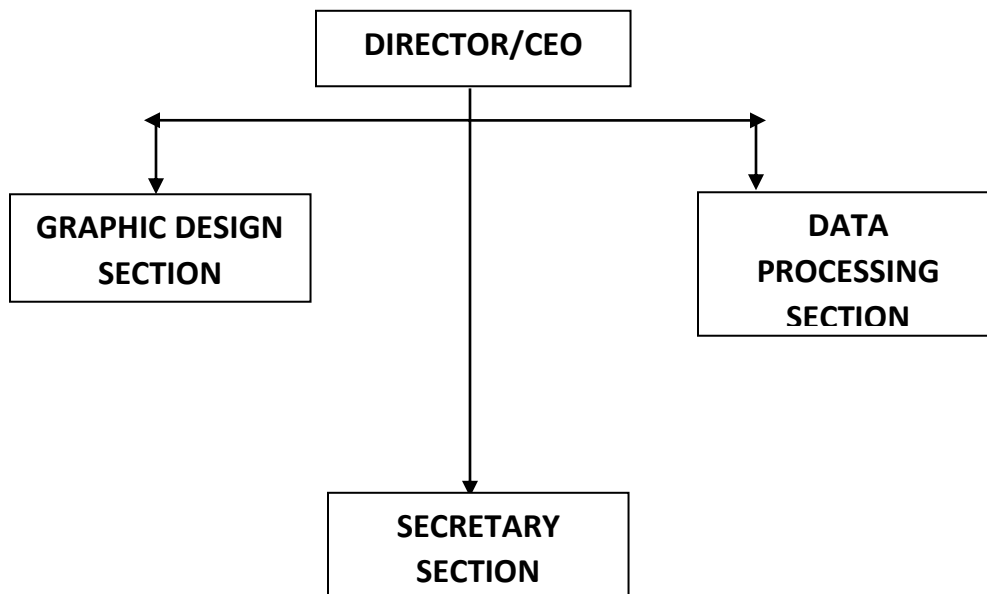 DIRECTOR/CEO
GRAPHIC DESIGN
SECTION
DATA
PROCESSING
SECTION
SECRETARY
SECTION